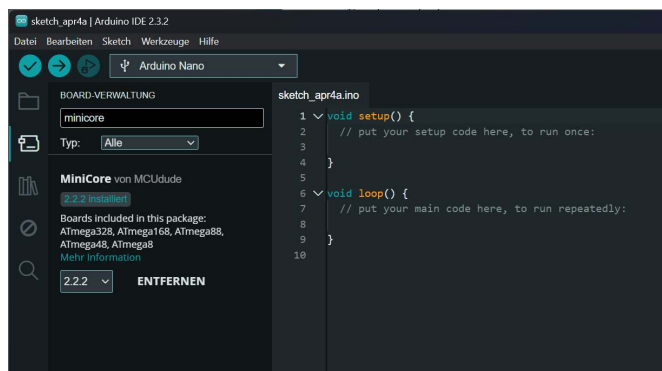 sketch_apr4a | Arduino IDE 2.3.2
Datei Bearbeiten Sketch Werkzeuge Hilfe
Arduino Nano
BOARD-VERWALTUNG
minicore
Typ: Alle
MiniCore von MCUdude
2.2.2 installiert
Boards included in this package:
ATmega328, ATmega168, ATmega88,
ATmega48, ATmega8
Mehr Information
2.2.2 ENTFERNEN
sketch_apr4a.ino
1 void setup() {
2 // put your setup code here, to run once:
3
4 }
5
6 void loop() {
7 // put your main code here, to run repeatedly:
8
9 }
10